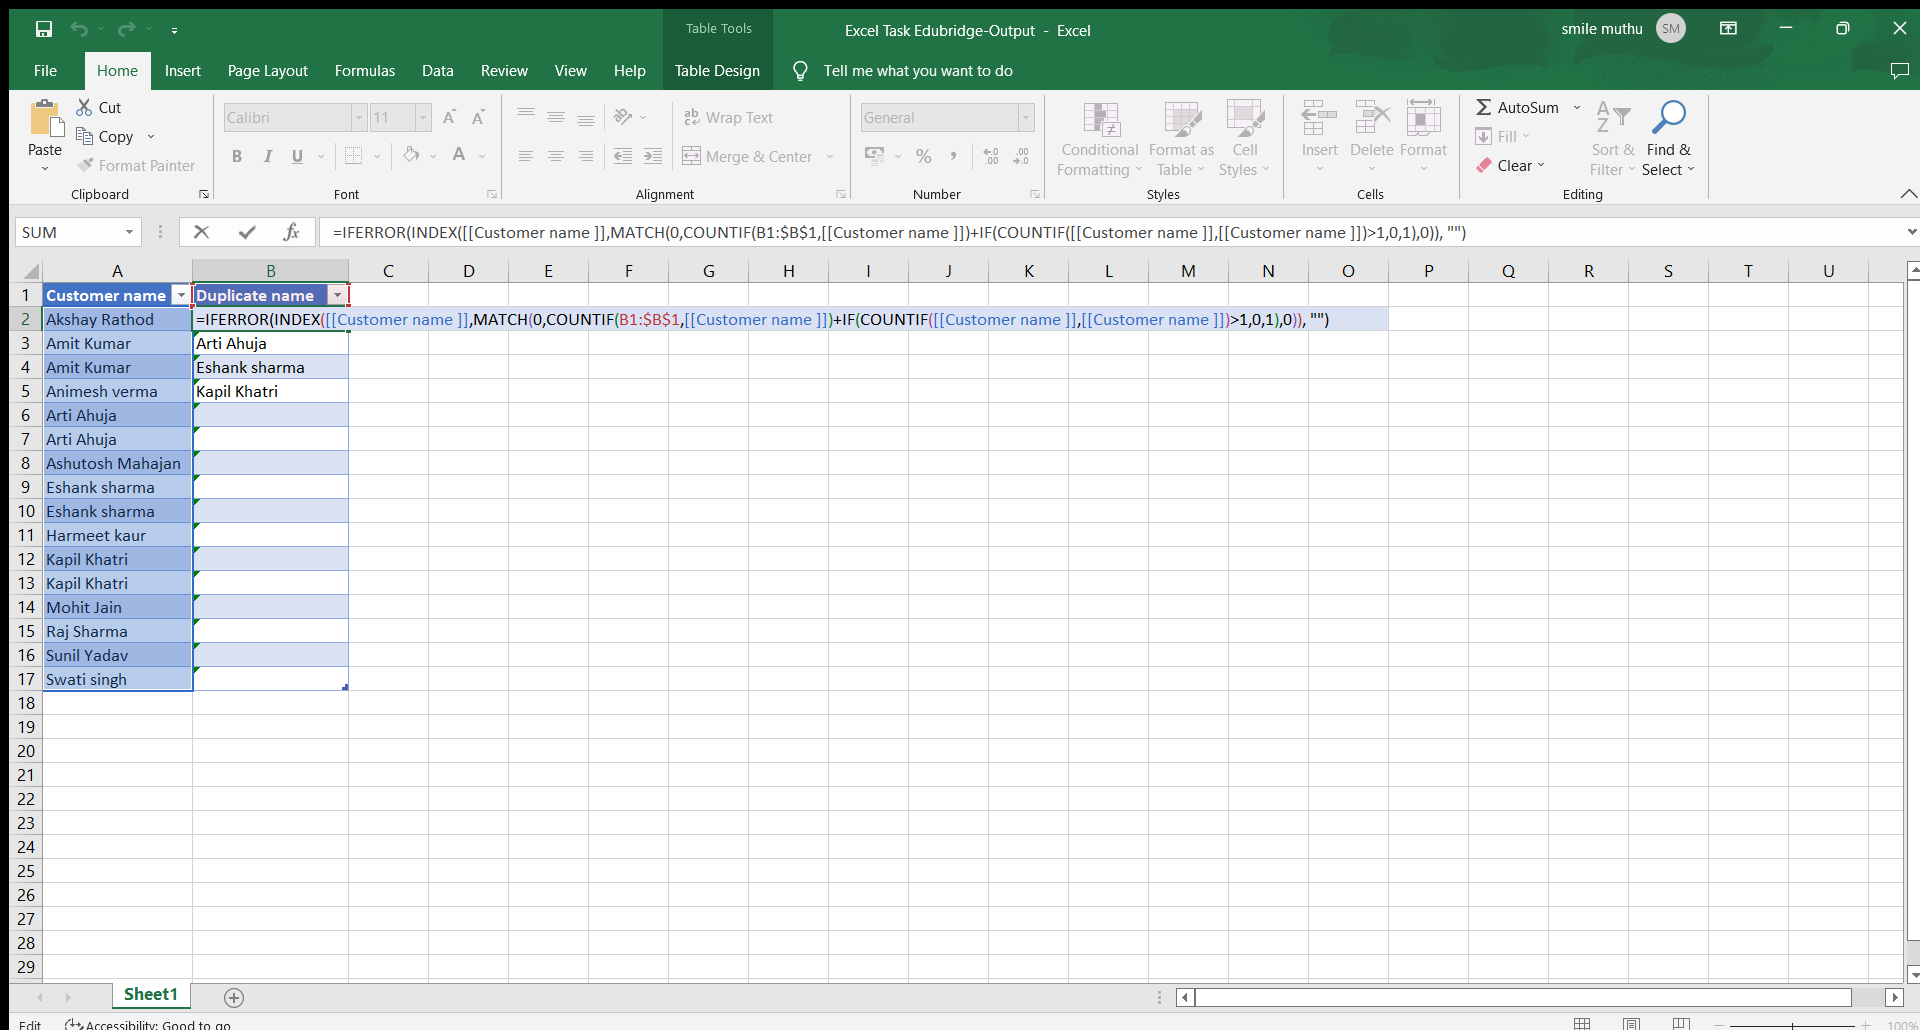 Table Tools
Excel Task Edubridge-Output - Excel
smile muthu SM
File Home Insert Page Layout Formulas Data Review View Help Table Design Tell me what you want to do
Paste
Cut
Copy
Format Painter
Clipboard
Calibri 11
B I U A
Font
Wrap Text
Merge & Center
Alignment
General
% ,
Number
Conditional Formatting
Format as Table
Cell Styles
Styles
Insert Delete Format
Cells
AutoSum
Fill
Clear
Sort & Filter
Find & Select
Editing
SUM fx =IFERROR(INDEX([[Customer name ]],MATCH(0,COUNTIF(B1:$B$1,[[Customer name ]])+IF(COUNTIF([[Customer name ]],[[Customer name ]])>1,0,1),0)), "")
A B C D E F G H I J K L M N O P Q R S T U
1 Customer name Duplicate name
2 Akshay Rathod =IFERROR(INDEX([[Customer name ]],MATCH(0,COUNTIF(B1:$B$1,[[Customer name ]])+IF(COUNTIF([[Customer name ]],[[Customer name ]])>1,0,1),0)), "")
3 Amit Kumar Arti Ahuja
4 Amit Kumar Eshank sharma
5 Animesh verma Kapil Khatri
6 Arti Ahuja
7 Arti Ahuja
8 Ashutosh Mahajan
9 Eshank sharma
10 Eshank sharma
11 Harmeet kaur
12 Kapil Khatri
13 Kapil Khatri
14 Mohit Jain
15 Raj Sharma
16 Sunil Yadav
17 Swati singh
18
19
20
21
22
23
24
25
26
27
28
29
Sheet1
Edit Accessibility: Good to go 100%